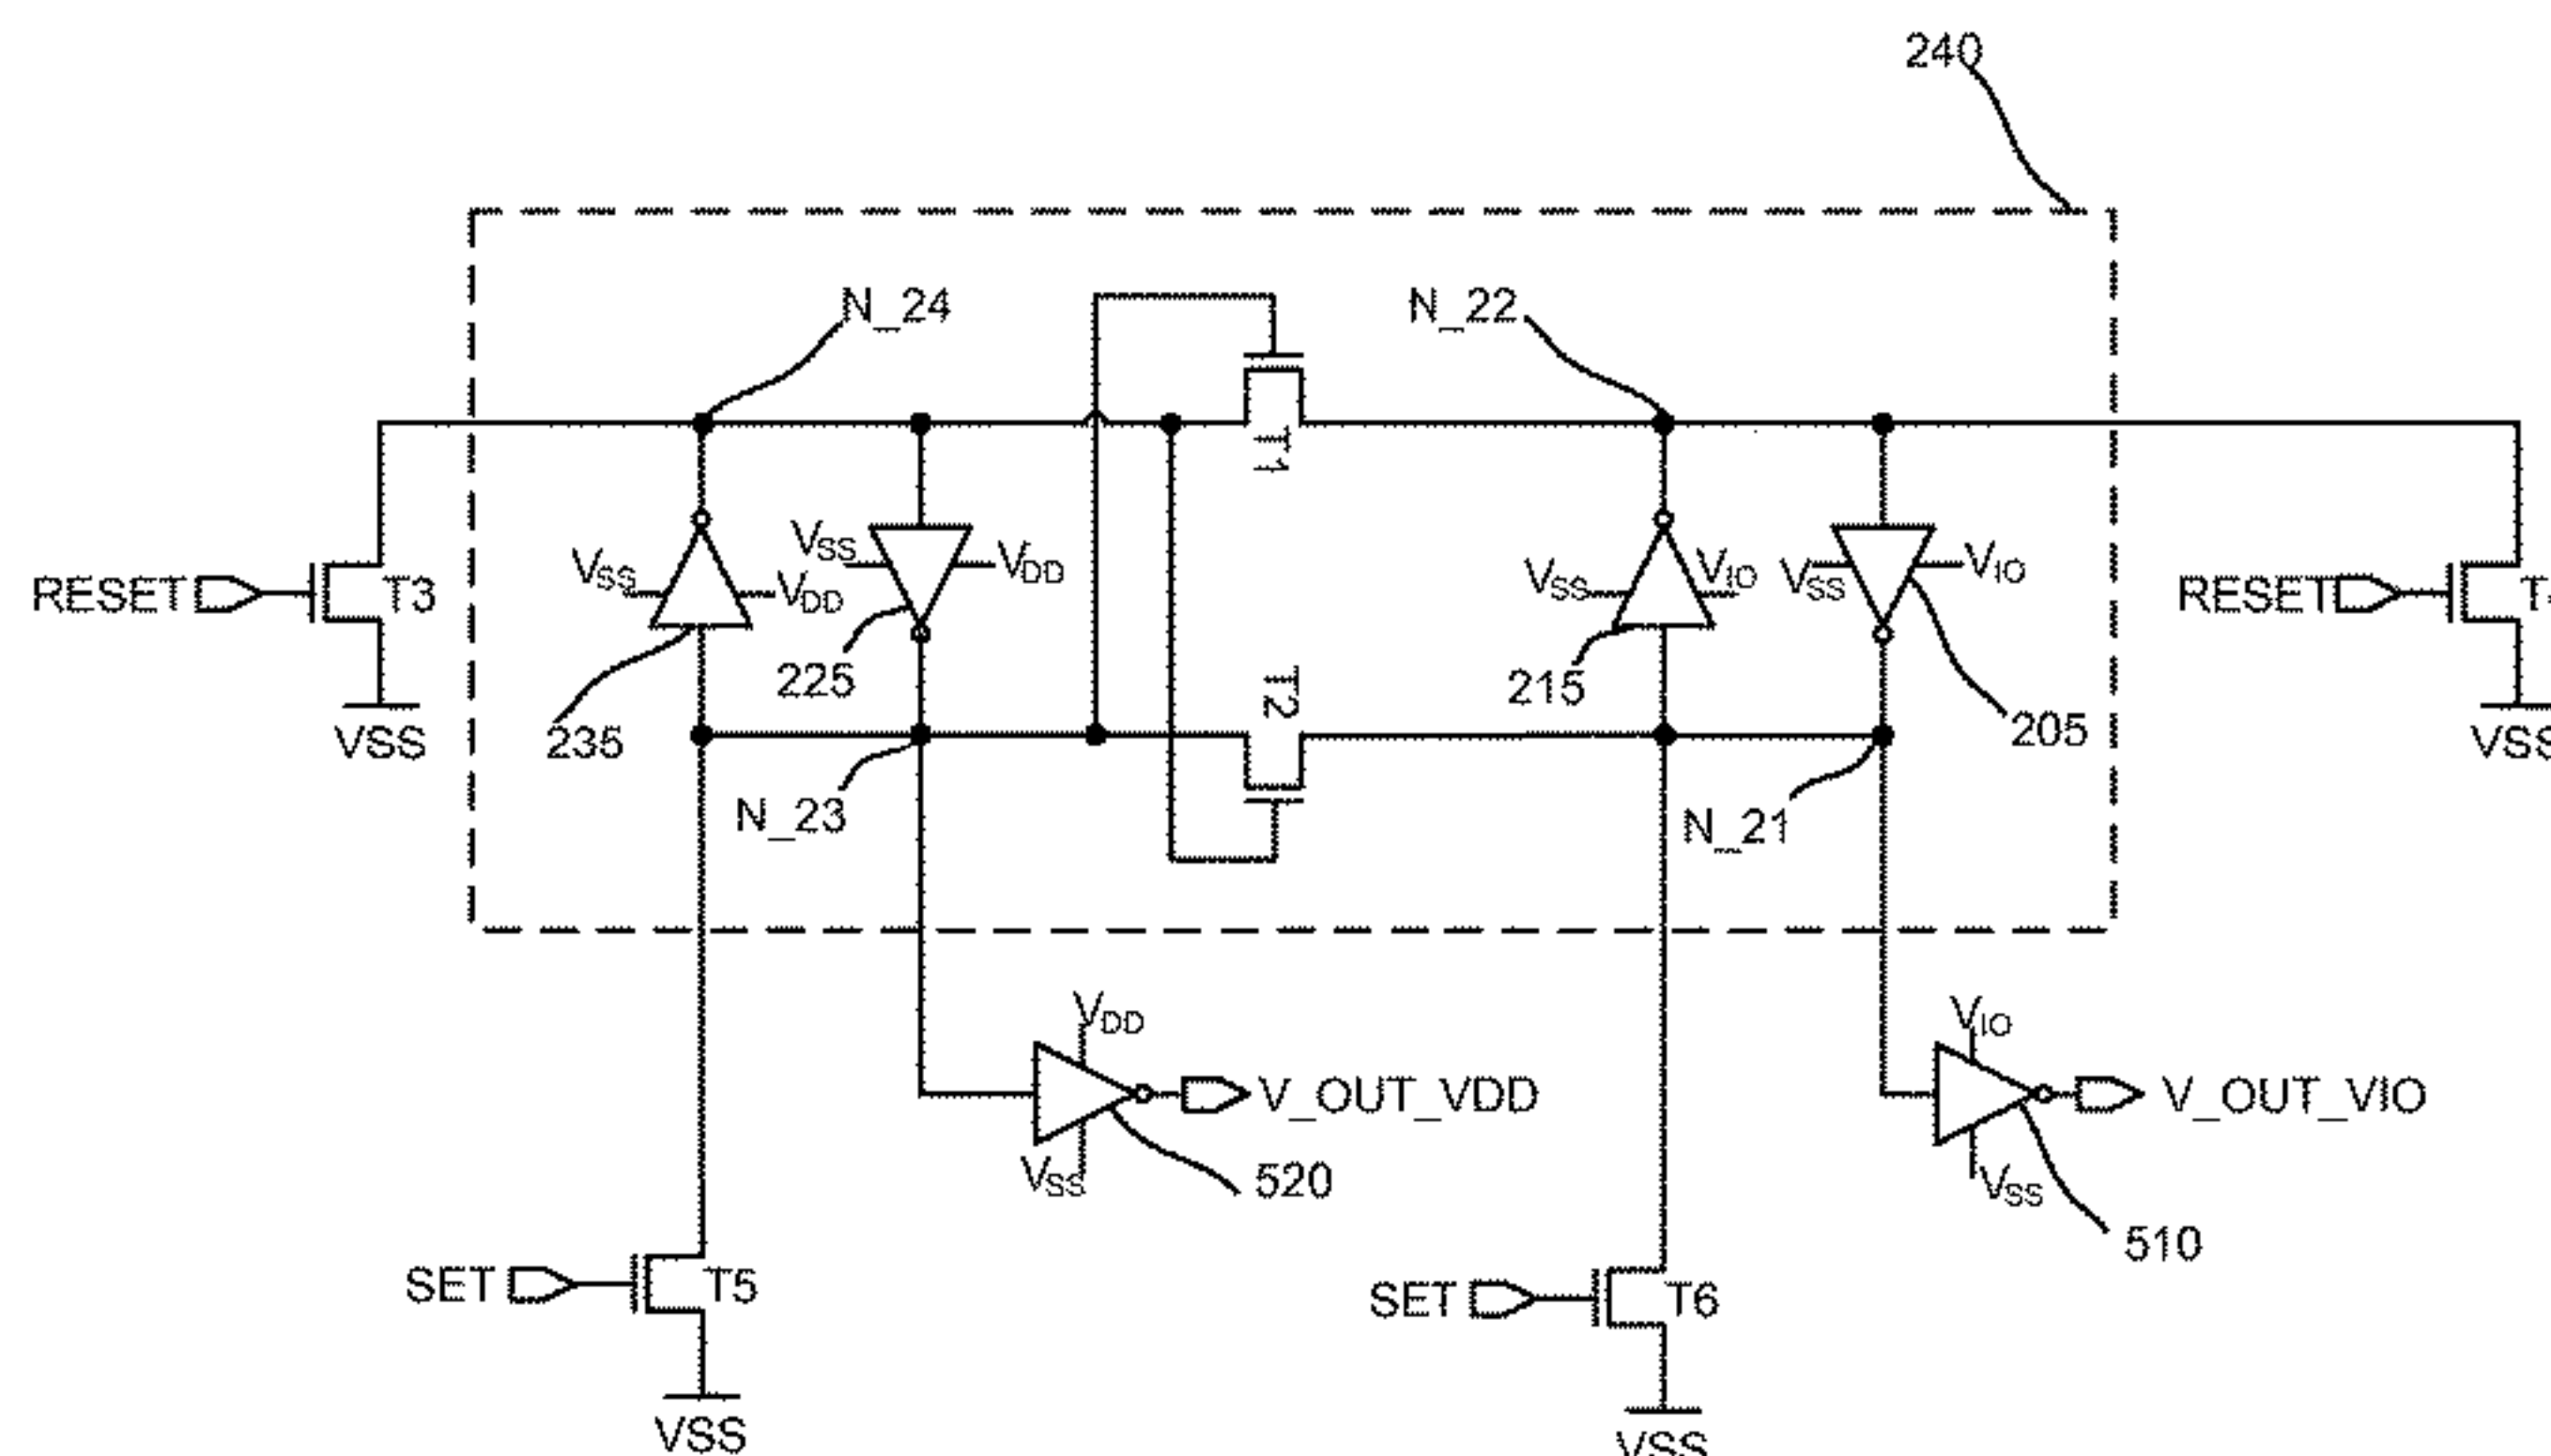 240
N_24
N_22
T1
VSS
VDD
VSS
VDD
VSS
VIO
VSS
VIO
RESET
T3
RESET
235
225
T2
215
205
VSS
VSS
N_23
N_21
VDD
VIO
V_OUT_VDD
V_OUT_VIO
VSS
520
VSS
510
SET
T5
SET
T6
VSS
VSS